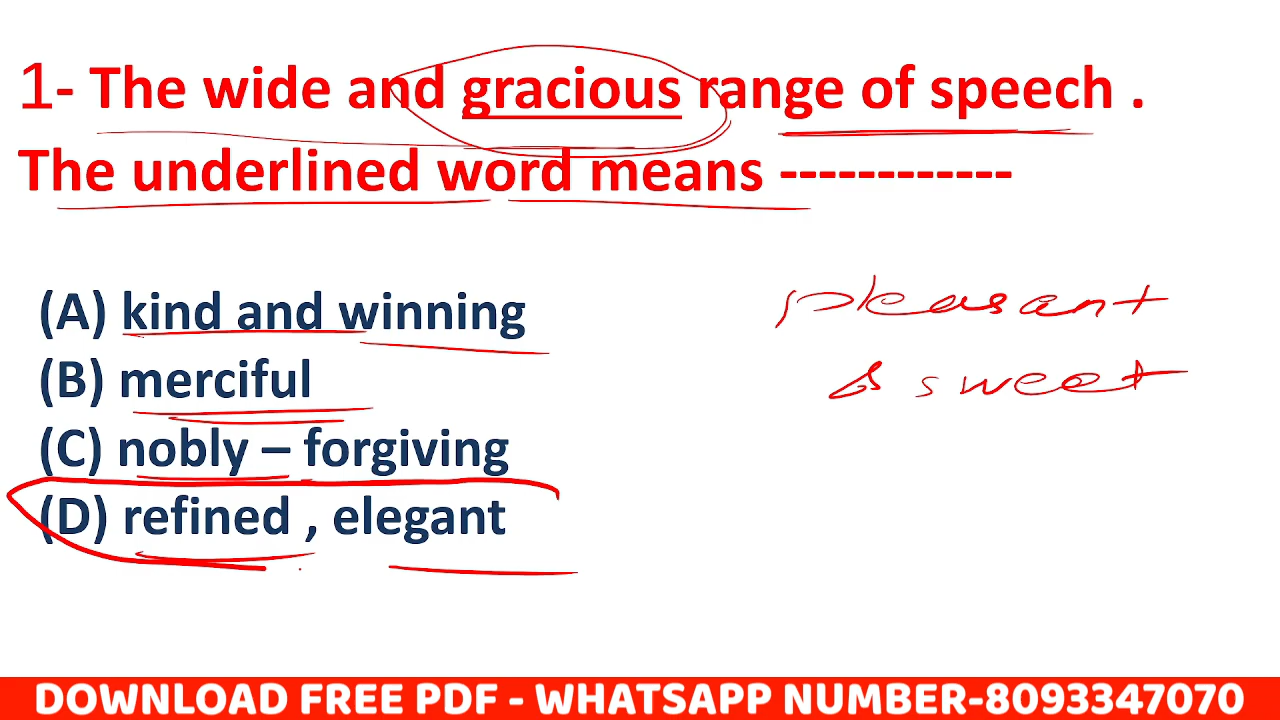 1- The wide and gracious range of speech .
The underlined word means ------------
(A) kind and winning
(B) merciful
(C) nobly – forgiving
(D) refined , elegant
pleasant
& sweet
DOWNLOAD FREE PDF - WHATSAPP NUMBER-8093347070